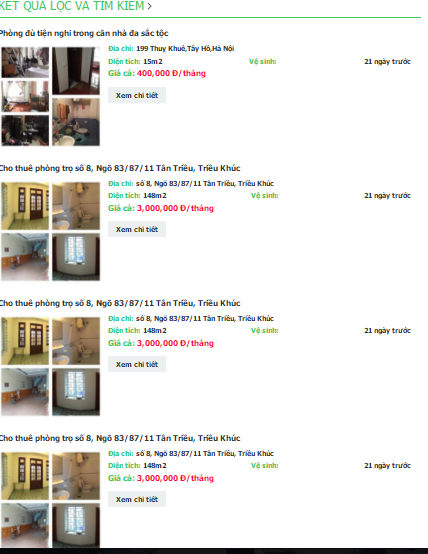 KẾT QUẢ LỌC VÀ TÌM KIẾM >
Phòng đủ tiện nghi trong căn nhà đa sắc tộc
Địa chỉ: 199 Thuỵ Khuê,Tây Hồ,Hà Nội
Diện tích: 15m2 Vệ sinh: 21 ngày trước
Giá cả: 400,000 Đ/tháng
Xem chi tiết
Cho thuê phòng trọ số 8, Ngõ 83/87/11 Tân Triều, Triều Khúc
Địa chỉ: số 8, Ngõ 83/87/11 Tân Triều, Triều Khúc
Diện tích: 148m2 Vệ sinh: 21 ngày trước
Giá cả: 3,000,000 Đ/tháng
Xem chi tiết
Cho thuê phòng trọ số 8, Ngõ 83/87/11 Tân Triều, Triều Khúc
Địa chỉ: số 8, Ngõ 83/87/11 Tân Triều, Triều Khúc
Diện tích: 148m2 Vệ sinh: 21 ngày trước
Giá cả: 3,000,000 Đ/tháng
Xem chi tiết
Cho thuê phòng trọ số 8, Ngõ 83/87/11 Tân Triều, Triều Khúc
Địa chỉ: số 8, Ngõ 83/87/11 Tân Triều, Triều Khúc
Diện tích: 148m2 Vệ sinh: 21 ngày trước
Giá cả: 3,000,000 Đ/tháng
Xem chi tiết